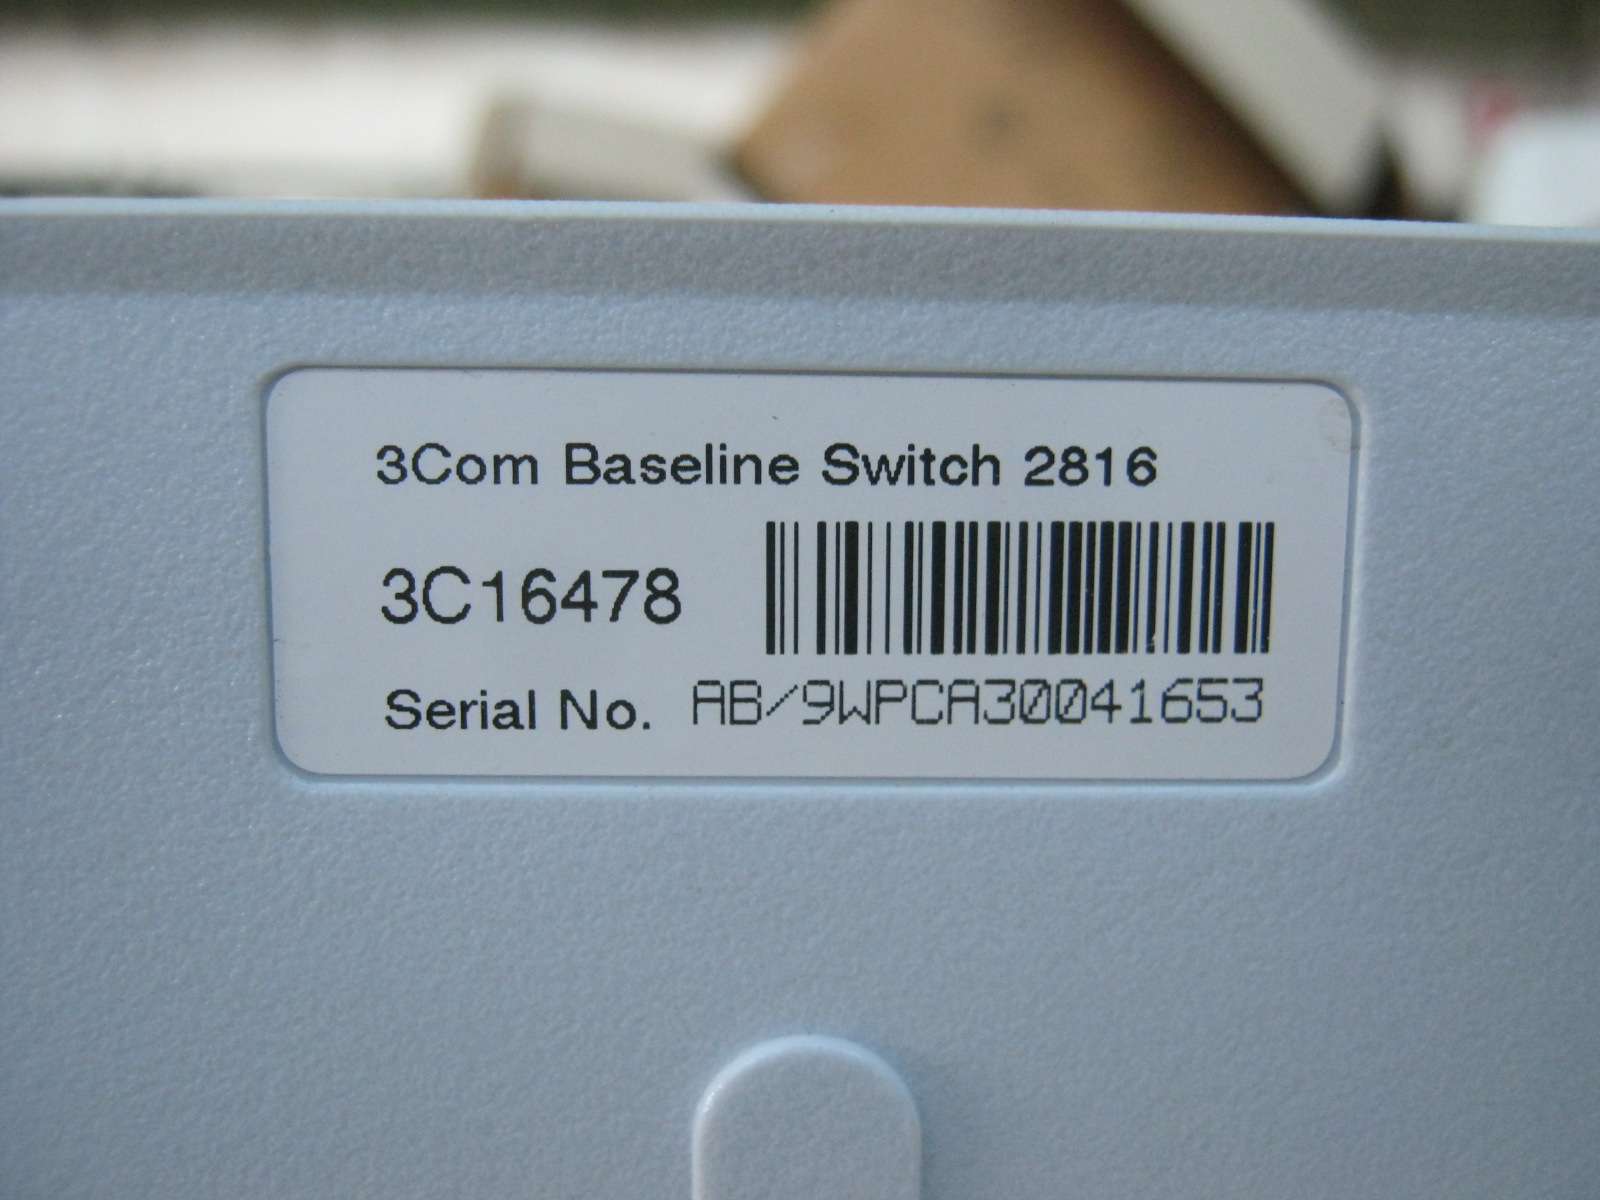 3Com Baseline Switch 2816
3C16478
Serial No. AB/9WPCA30041653